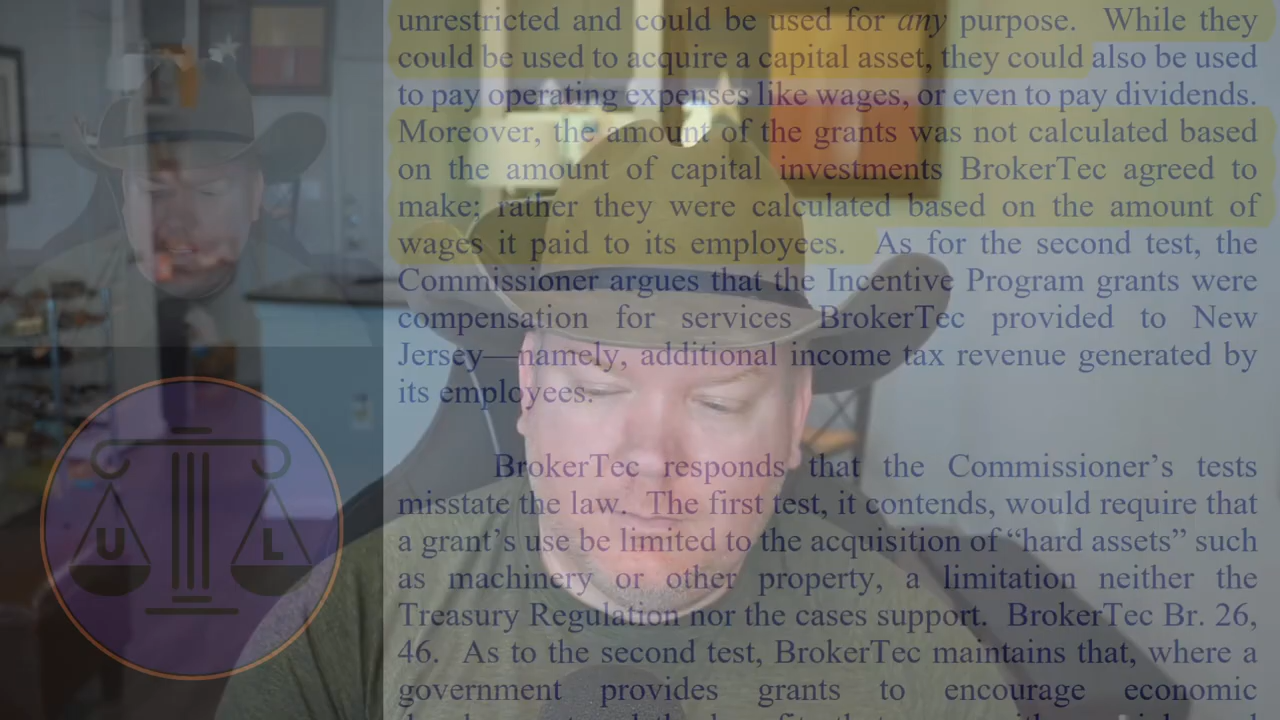 unrestricted and could be used for any purpose. While they
could be used to acquire a capital asset, they could also be used
to pay operating expenses like wages, or even to pay dividends.
Moreover, the amount of the grants was not calculated based
on the amount of capital investments BrokerTec agreed to
make; rather they were calculated based on the amount of
wages it paid to its employees. As for the second test, the
Commissioner argues that the Incentive Program grants were
compensation for services BrokerTec provided to New
Jersey—namely, additional income tax revenue generated by
its employees.
BrokerTec responds that the Commissioner’s tests
misstate the law. The first test, it contends, would require that
a grant’s use be limited to the acquisition of “hard assets” such
as machinery or other property, a limitation neither the
Treasury Regulation nor the cases support. BrokerTec Br. 26,
46. As to the second test, BrokerTec maintains that, where a
government provides grants to encourage economic
U L